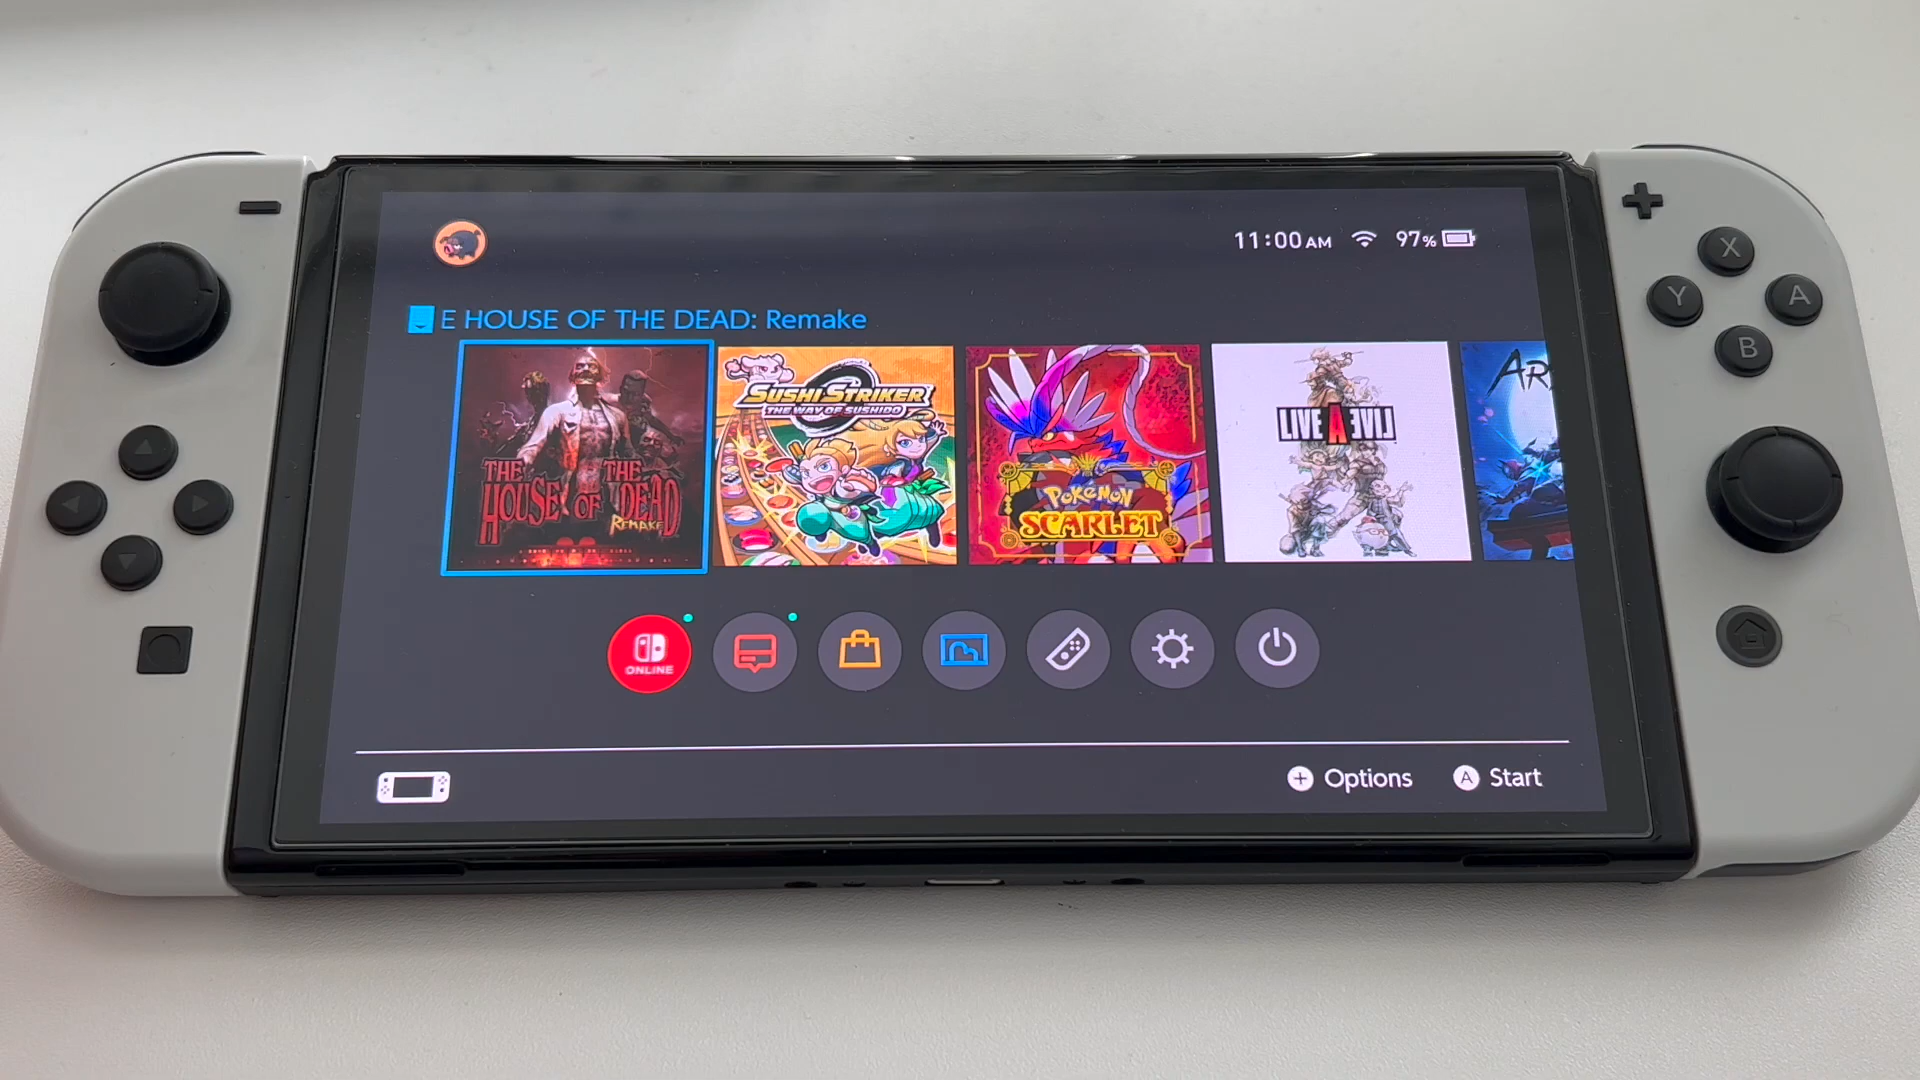 11:00 AM 97%
E HOUSE OF THE DEAD: Remake
THE HOUSE OF THE DEAD REMAKE
SUSHI STRIKER
THE WAY OF SUSHIDO
POKÉMON
SCARLET
LIVE A LIVE
AR
ONLINE
+ Options A Start
X
Y A
B